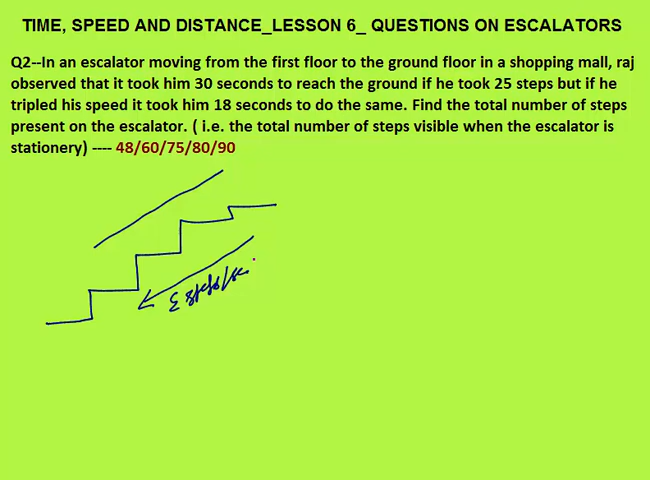 TIME, SPEED AND DISTANCE_LESSON 6_ QUESTIONS ON ESCALATORS
Q2--In an escalator moving from the first floor to the ground floor in a shopping mall, raj
observed that it took him 30 seconds to reach the ground if he took 25 steps but if he
tripled his speed it took him 18 seconds to do the same. Find the total number of steps
present on the escalator. ( i.e. the total number of steps visible when the escalator is
stationery) ---- 48/60/75/80/90